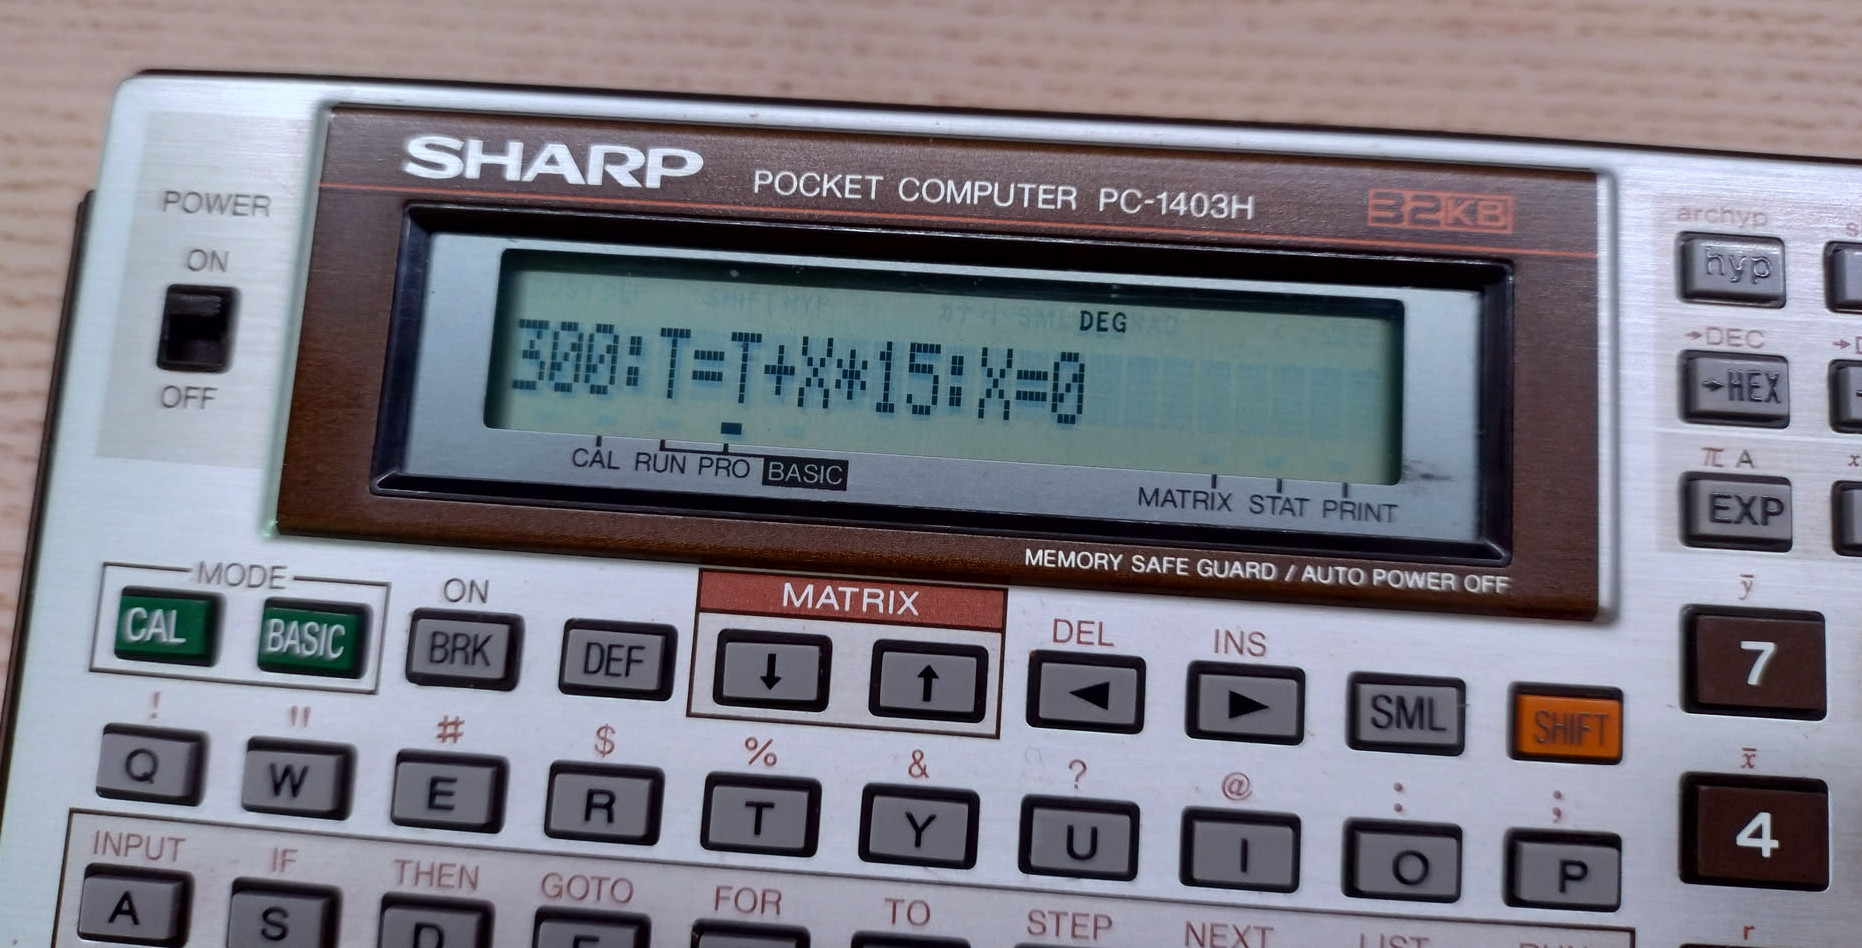 SHARP POCKET COMPUTER PC-1403H 32KB
POWER
ON
OFF
DEG
300:T=T+X*15:X=0
CAL RUN PRO BASIC
MATRIX STAT PRINT
MEMORY SAFE GUARD / AUTO POWER OFF
archyp
hyp
→DEC
→HEX
π A
EXP
y̅
7
x̅
4
r
MODE ON MATRIX DEL INS
CAL BASIC BRK DEF ↓ ↑ ◀ ▶ SML SHIFT
! " # $ % & ? @ : ;
Q W E R T Y U I O P
INPUT IF THEN GOTO FOR TO STEP NEXT LIST RUN
A S D F